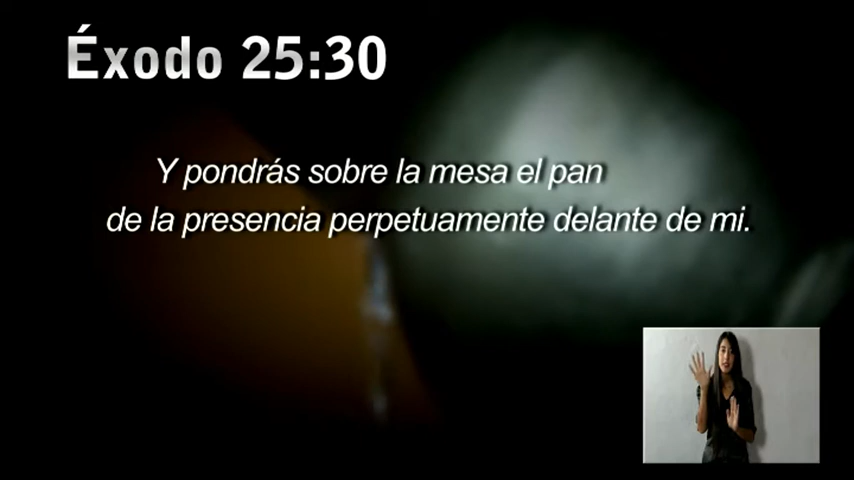 Éxodo 25:30
Y pondrás sobre la mesa el pan
de la presencia perpetuamente delante de mi.